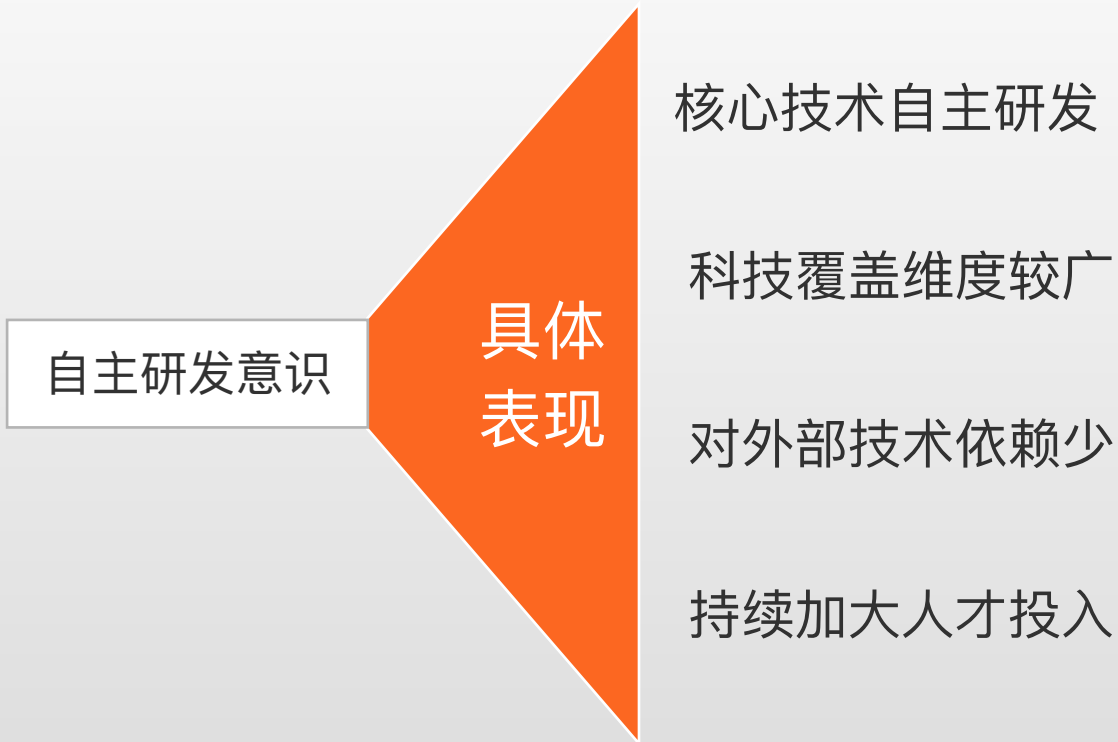 自主研发意识
具体
表现
核心技术自主研发
科技覆盖维度较广
对外部技术依赖少
持续加大人才投入